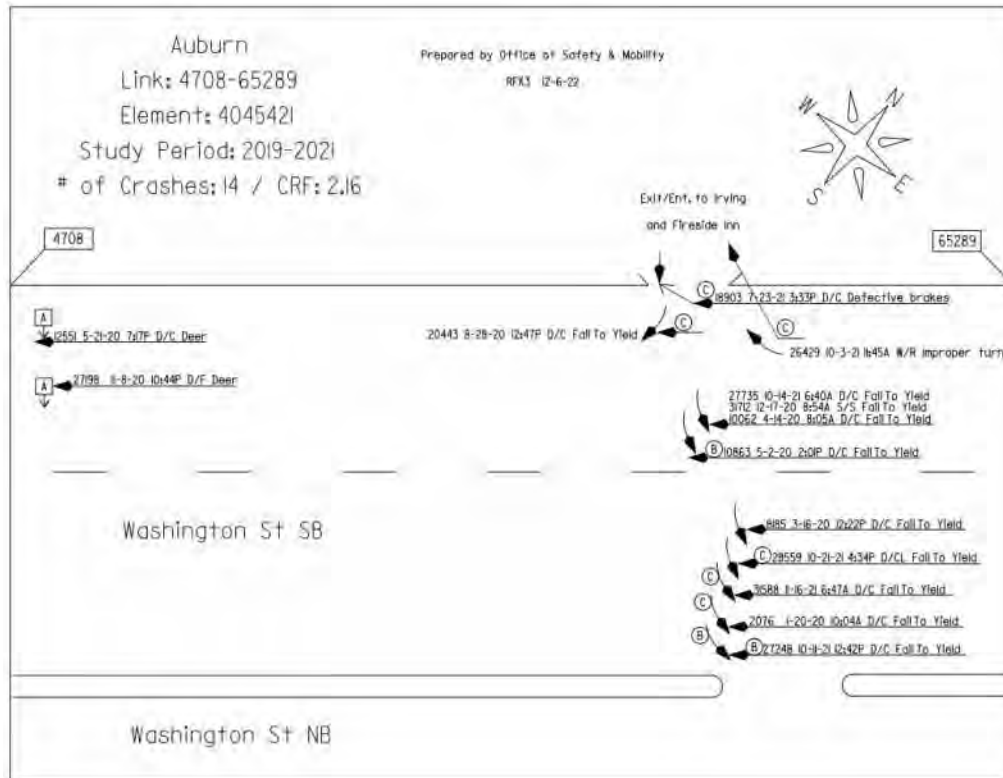 Auburn
Link: 4708-65289
Element: 4045421
Study Period: 2019-2021
# of Crashes: 14 / CRF: 2.16
Prepared by Office of Safety & Mobility
RFX3 12-6-22
N
W
S
E
Exit/Ent. to Irving
and Fireside Inn
4708
65289
C
18903 7-23-21 3:33P D/C Defective brakes
A
12551 5-21-20 7:17P D/C Deer
20443 8-28-20 12:47P D/C Fail To Yield
C
C
26429 10-3-21 11:45A W/R Improper turn
A
27198 11-8-20 10:44P D/F Deer
27735 10-14-21 6:40A D/C Fail To Yield
31712 12-17-20 8:54A S/S Fail To Yield
10062 4-14-20 8:05A D/C Fail To Yield
B
10863 5-2-20 2:01P D/C Fail To Yield
Washington St SB
8185 3-16-20 12:22P D/C Fail To Yield
C
28559 10-21-21 4:34P D/CL Fail To Yield
C
31588 11-16-21 6:47A D/C Fail To Yield
C
2076 1-20-20 10:04A D/C Fail To Yield
B
B
27248 10-11-21 12:42P D/C Fail To Yield
Washington St NB